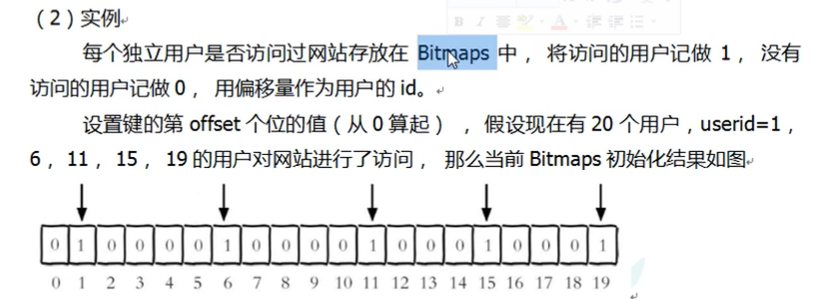 （2）实例
每个独立用户是否访问过网站存放在 Bitmaps 中， 将访问的用户记做 1， 没有
访问的用户记做 0， 用偏移量作为用户的 id。
设置键的第 offset 个位的值（从 0 算起） ， 假设现在有 20 个用户，userid=1，
6， 11， 15， 19 的用户对网站进行了访问， 那么当前 Bitmaps 初始化结果如图
0 1 0 0 0 0 1 0 0 0 0 1 0 0 0 1 0 0 0 1
0 1 2 3 4 5 6 7 8 9 10 11 12 13 14 15 16 17 18 19